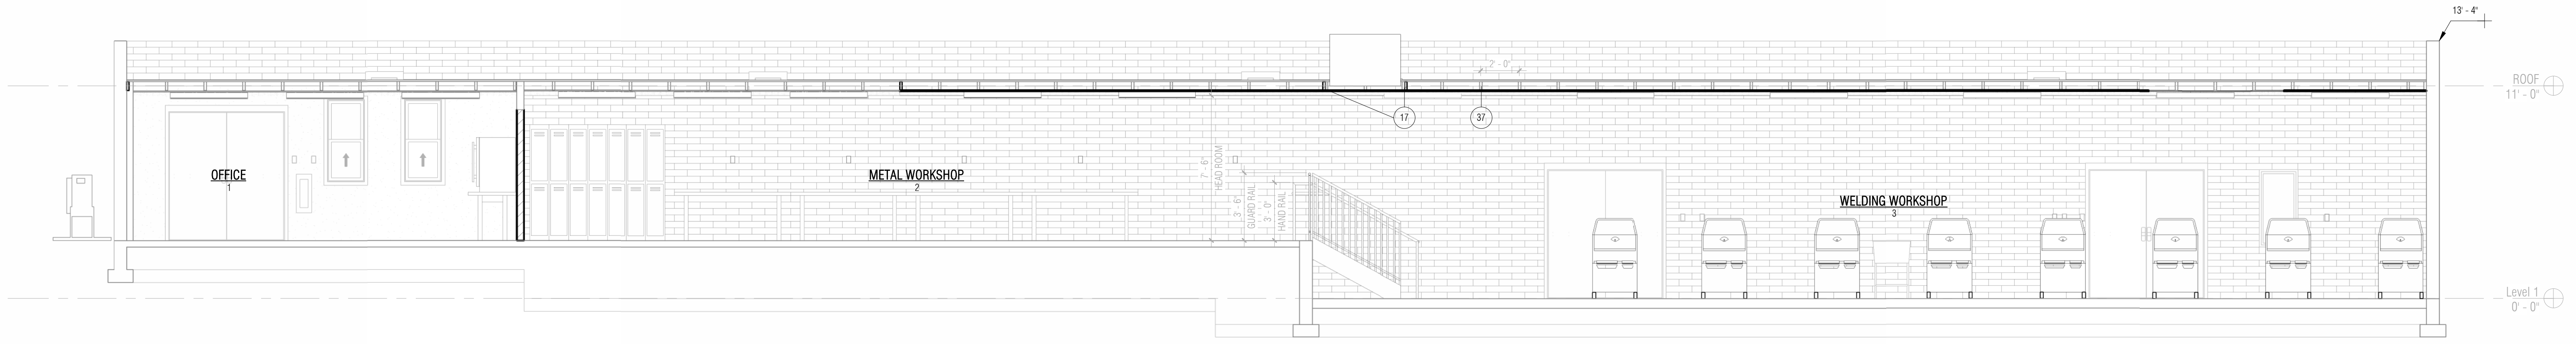 13' - 4"
2' - 0"
ROOF
11' - 0"
17
37
OFFICE
1
METAL WORKSHOP
2
7' - 6"
HEAD ROOM
3' - 6"
GUARD RAIL
3' - 0"
HAND RAIL
WELDING WORKSHOP
3
Level 1
0' - 0"